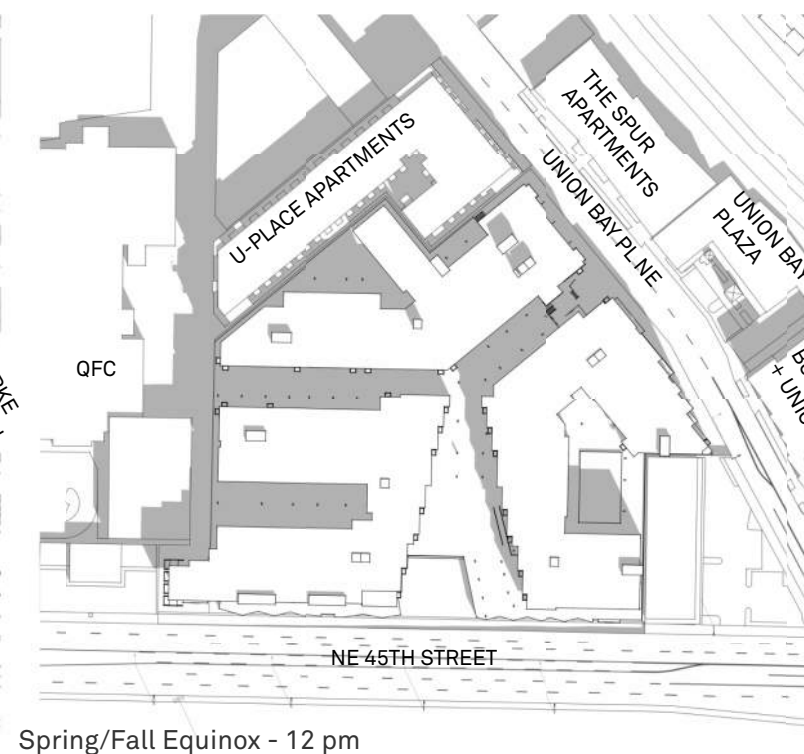 THE SPUR
APARTMENTS
U-PLACE APARTMENTS
UNION BAY PL NE
UNION BAY
PLAZA
QFC
NE 45TH STREET
Spring/Fall Equinox - 12 pm